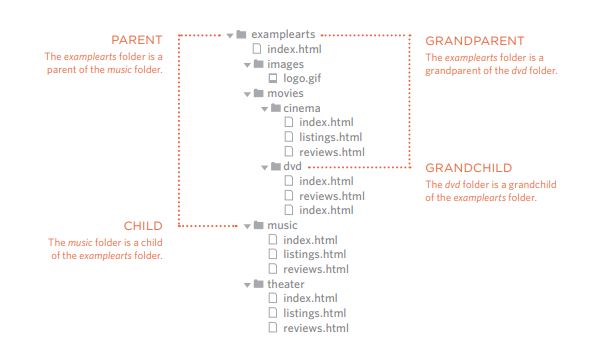 PARENT
The examplearts folder is a
parent of the music folder.
CHILD
The music folder is a child
of the examplearts folder.
examplearts
index.html
images
logo.gif
movies
cinema
index.html
listings.html
reviews.html
dvd
index.html
reviews.html
index.html
music
index.html
listings.html
reviews.html
theater
index.html
listings.html
reviews.html
GRANDPARENT
The examplearts folder is a
grandparent of the dvd folder.
GRANDCHILD
The dvd folder is a grandchild
of the examplearts folder.